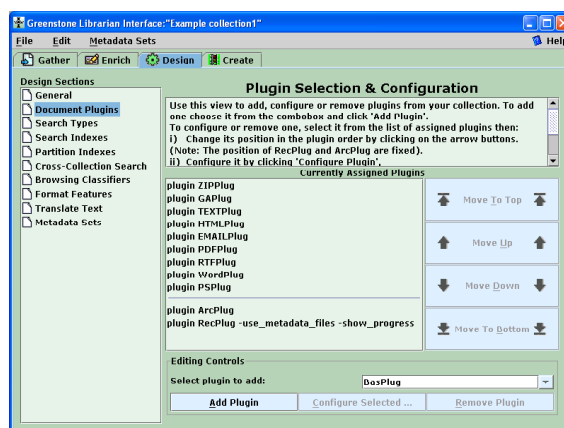 Greenstone Librarian Interface:"Example collection1"
File Edit Metadata Sets Help
Gather Enrich Design Create
Design Sections
General
Document Plugins
Search Types
Search Indexes
Partition Indexes
Cross-Collection Search
Browsing Classifiers
Format Features
Translate Text
Metadata Sets
Plugin Selection & Configuration
Use this view to add, configure or remove plugins from your collection. To add
one choose it from the combobox and click 'Add Plugin'.
To configure or remove one, select it from the list of assigned plugins then:
i) Change its position in the plugin order by clicking on the arrow buttons.
(Note: The position of RecPlug and ArcPlug are fixed).
ii) Configure it by clicking 'Configure Plugin',
Currently Assigned Plugins
plugin ZIPPlug
plugin GAPlug
plugin TEXTPlug
plugin HTMLPlug
plugin EMAILPlug
plugin PDFPlug
plugin RTFPlug
plugin WordPlug
plugin PSPlug
plugin ArcPlug
plugin RecPlug -use_metadata_files -show_progress
Move To Top
Move Up
Move Down
Move To Bottom
Editing Controls
Select plugin to add: BasPlug
Add Plugin Configure Selected ... Remove Plugin